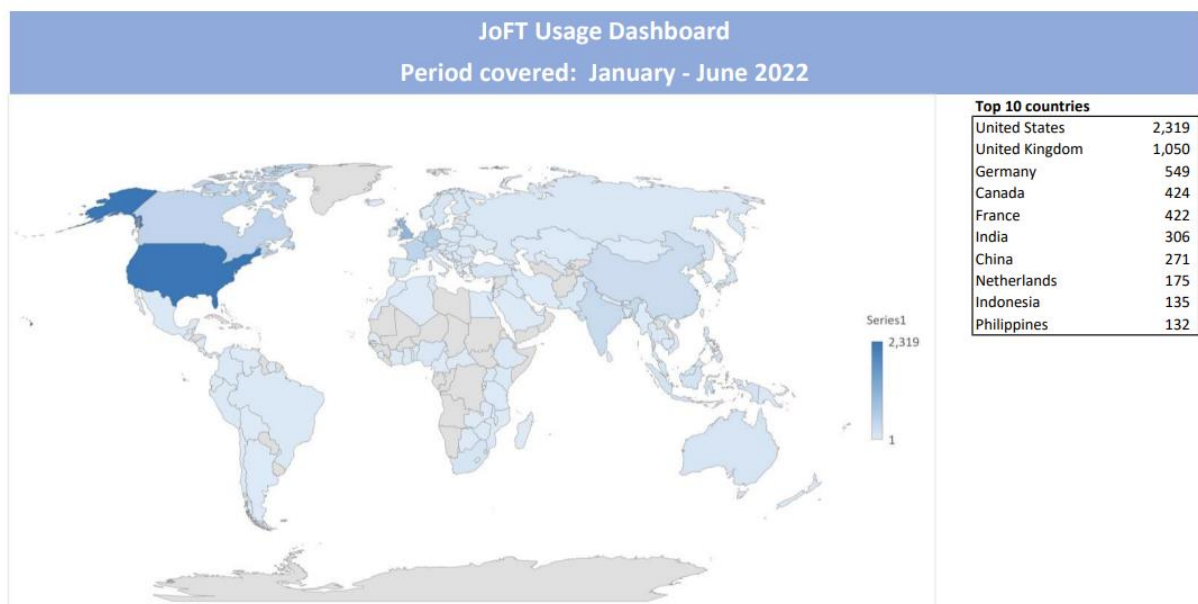 JoFT Usage Dashboard
Period covered: January - June 2022
Top 10 countries
United States 2,319
United Kingdom 1,050
Germany 549
Canada 424
France 422
India 306
China 271
Netherlands 175
Indonesia 135
Philippines 132
Series1
2,319
1